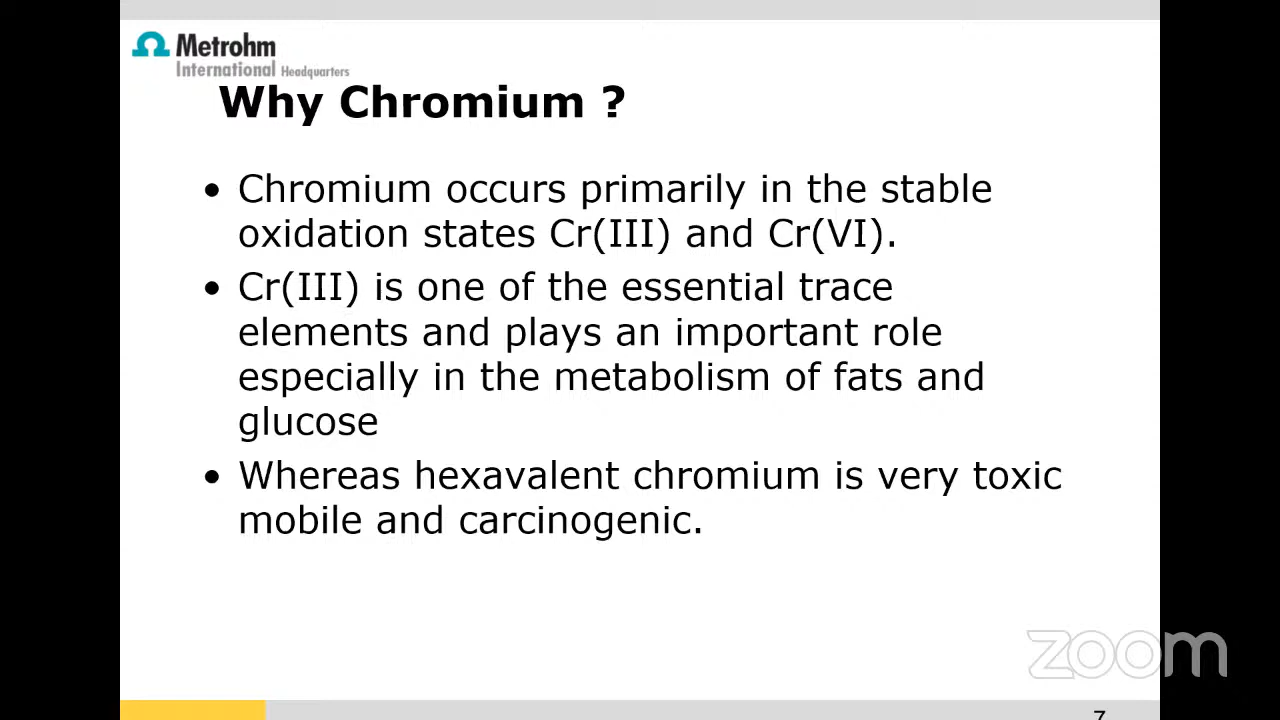 Metrohm
International Headquarters
Why Chromium ?
• Chromium occurs primarily in the stable
oxidation states Cr(III) and Cr(VI).
• Cr(III) is one of the essential trace
elements and plays an important role
especially in the metabolism of fats and
glucose
• Whereas hexavalent chromium is very toxic
mobile and carcinogenic.
zoom
7